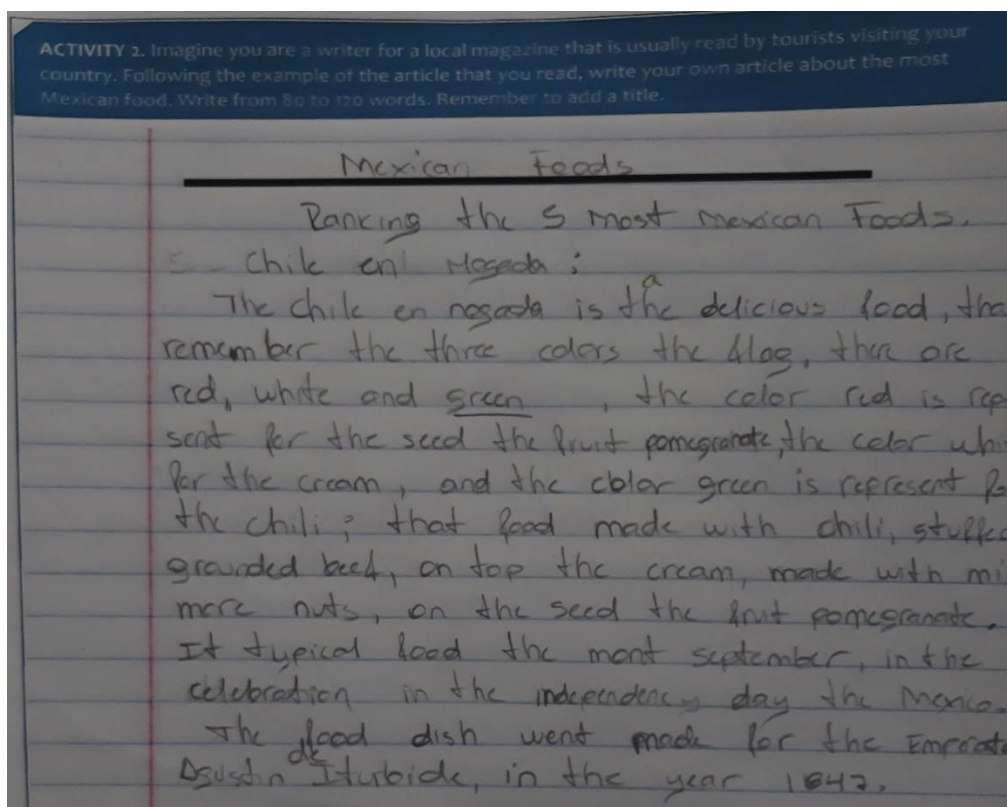 ACTIVITY 2. Imagine you are a writer for a local magazine that is usually read by tourists visiting your
country. Following the example of the article that you read, write your own article about the most
Mexican food. Write from 80 to 120 words. Remember to add a title.
Mexican Foods
Ranking the 5 most mexican Foods.
5 - Chile en Nogada :
a
The chile en nogada is the delicious food, tha
remember the three colors the flag, ther are
red, white and green , the color red is rep
sent for the seed the fruit pomegranate, the color whi
for the cream, and the color green is represent fo
the chili ; that food made with chili, stuffed
grounded beef, on top the cream, made with mi
more nuts, on the seed the fruit pomegranate.
It typical food the mont september, in the
celebration in the independency day the Mexico.
The food dish went made for the Emperat
de
Agustin Iturbide, in the year